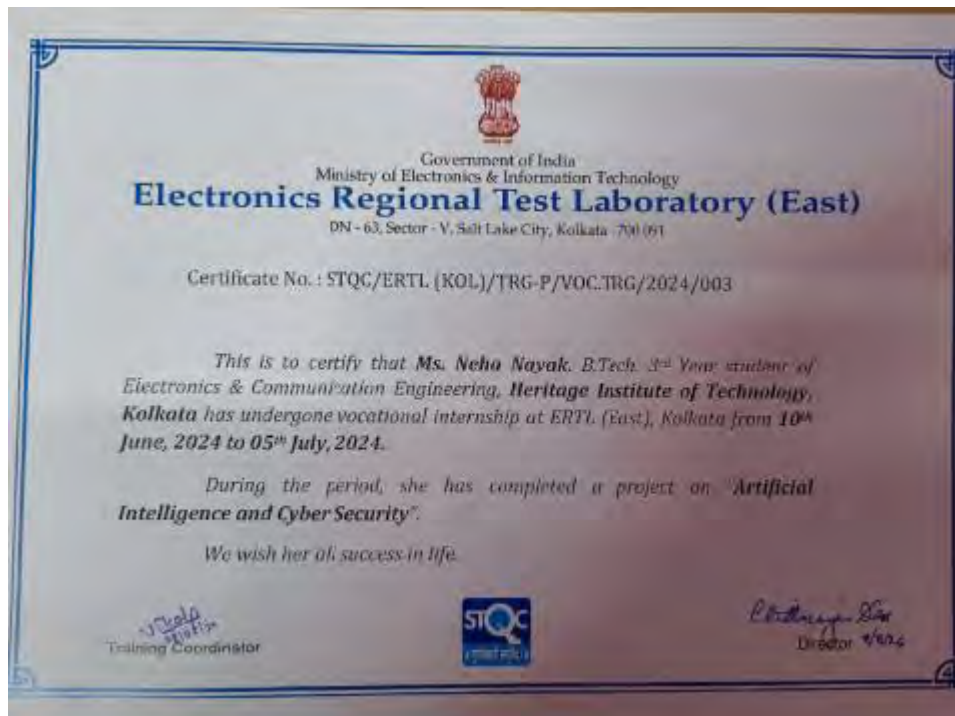 Government of India
Ministry of Electronics & Information Technology
Electronics Regional Test Laboratory (East)
DN - 63, Sector - V, Salt Lake City, Kolkata - 700 091
Certificate No. : STQC/ERTL (KOL)/TRG-P/VOC.TRG/2024/003
This is to certify that Ms. Neha Nayak, B.Tech. 3rd Year student of
Electronics & Communication Engineering, Heritage Institute of Technology,
Kolkata has undergone vocational internship at ERTL (East), Kolkata from 10th
June, 2024 to 05th July, 2024.
During the period, she has completed a project on "Artificial
Intelligence and Cyber Security".
We wish her all success in life.
STQC
Training Coordinator
Director